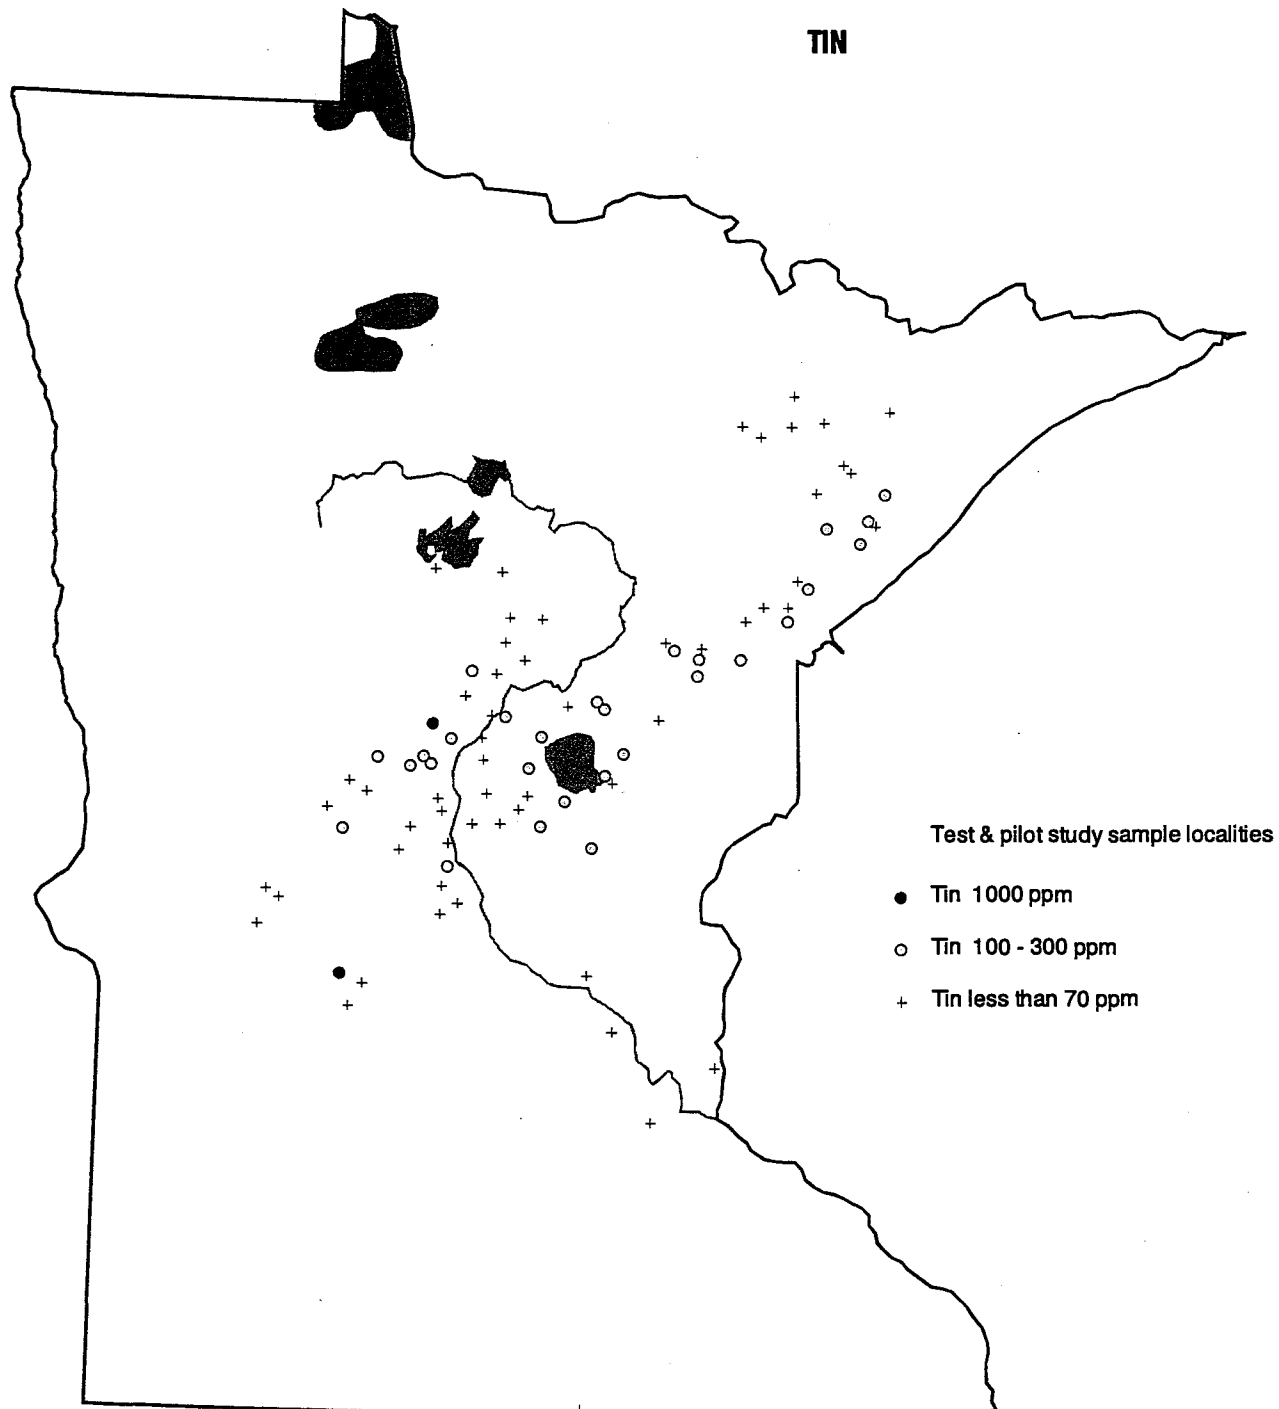 TIN
Test & pilot study sample localities
Tin 1000 ppm
Tin 100 - 300 ppm
Tin less than 70 ppm